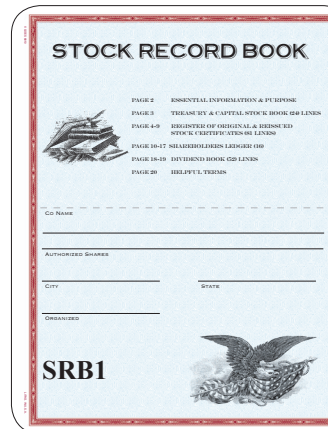 STOCK RECORD BOOK
PAGE 2 ESSENTIAL INFORMATION & PURPOSE
PAGE 3 TREASURY & CAPITAL STOCK BOOK (24) LINES
PAGE 4-9 REGISTER OF ORIGINAL & REISSUED
STOCK CERTIFICATES (81 LINES)
PAGE 10-17 SHAREHOLDERS LEDGER (16)
PAGE 18-19 DIVIDEND BOOK (52) LINES
PAGE 20 HELPFUL TERMS
CO NAME
AUTHORIZED SHARES
CITY STATE
ORGANIZED
SRB1